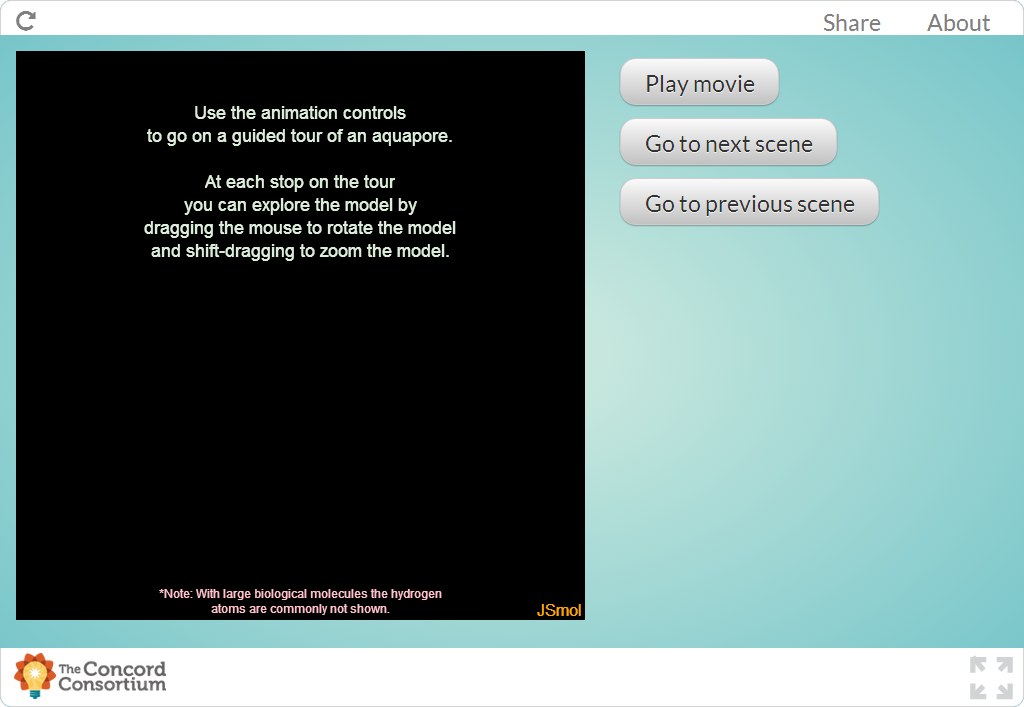 Share
About
Use the animation controls
to go on a guided tour of an aquapore.
At each stop on the tour
you can explore the model by
dragging the mouse to rotate the model
and shift-dragging to zoom the model.
*Note: With large biological molecules the hydrogen
atoms are commonly not shown.
JSmol
Play movie
Go to next scene
Go to previous scene
The Concord
Consortium